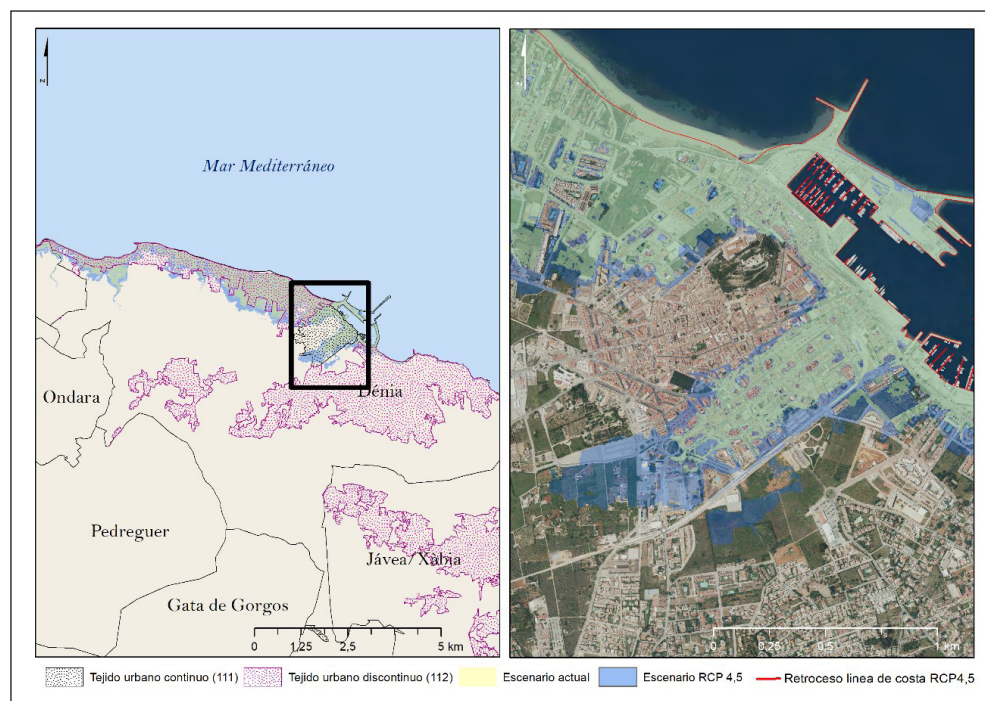 N
Mar Mediterráneo
Ondara
Dénia
Pedreguer
Jávea/Xàbia
Gata de Gorgos
0 1,25 2,5 5 km
N
0 0,25 0,5 1 km
Tejido urbano continuo (111)
Tejido urbano discontinuo (112)
Escenario actual
Escenario RCP 4,5
Retroceso linea de costa RCP4,5